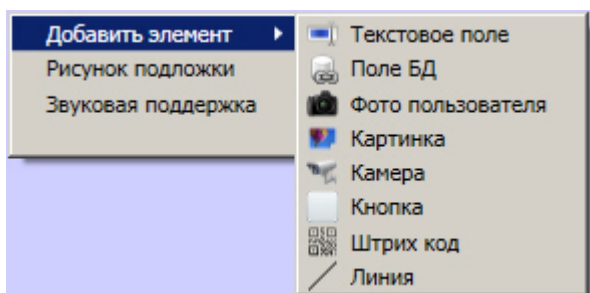 Добавить элемент
Рисунок подложки
Звуковая поддержка
Текстовое поле
Поле БД
Фото пользователя
Картинка
Камера
Кнопка
Штрих код
Линия